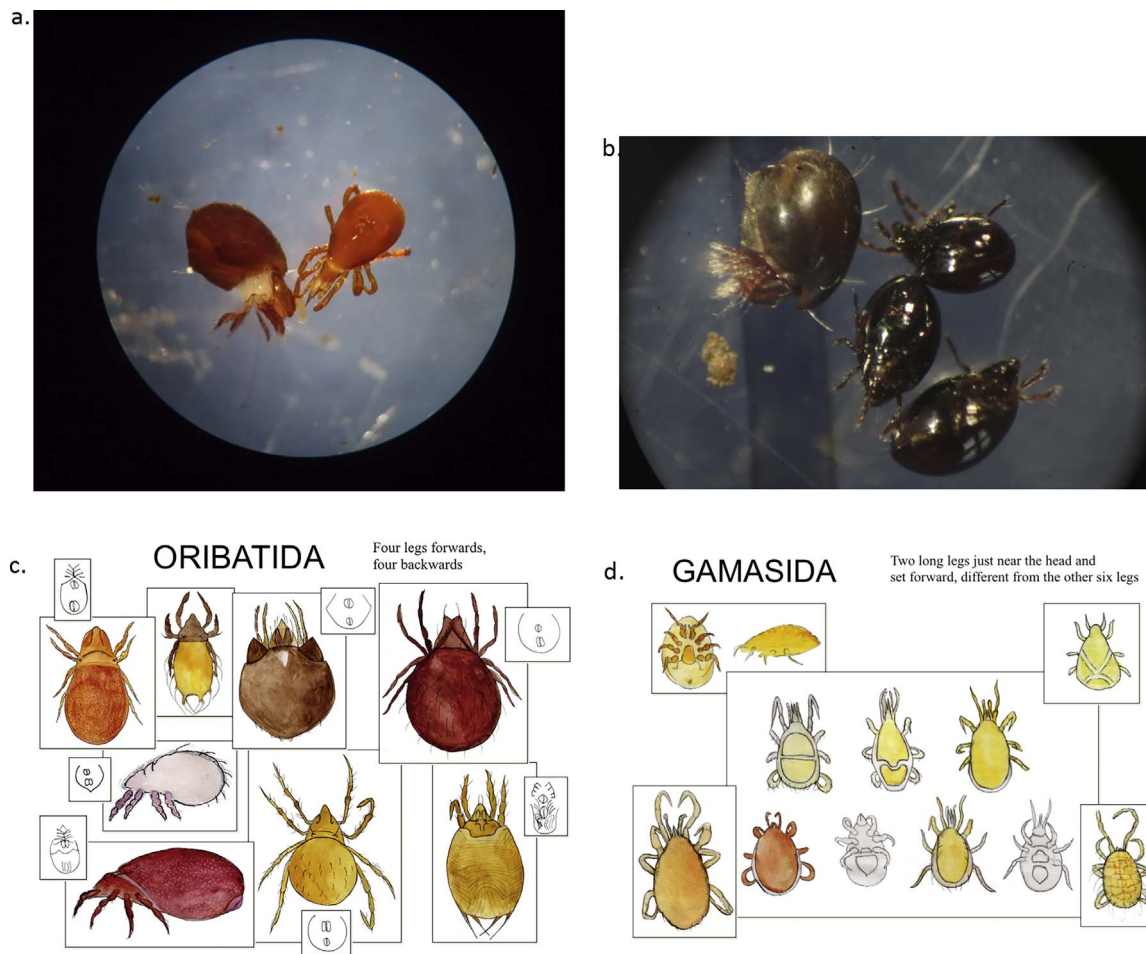 a.
b.
c.
ORIBATIDA
Four legs forwards,
four backwards
d.
GAMASIDA
Two long legs just near the head and
set forward, different from the other six legs